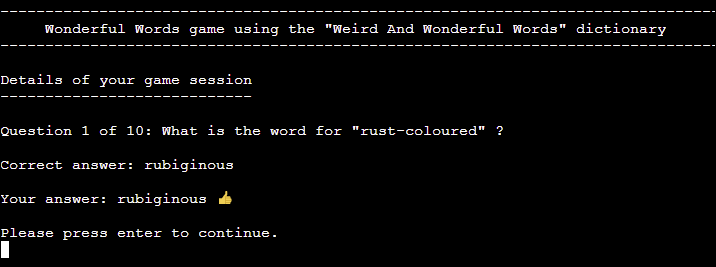 --------------------------------------------------------------------------------
Wonderful Words game using the "Weird And Wonderful Words" dictionary
--------------------------------------------------------------------------------
Details of your game session
----------------------------
Question 1 of 10: What is the word for "rust-coloured" ?
Correct answer: rubiginous
Your answer: rubiginous 👍
Please press enter to continue.